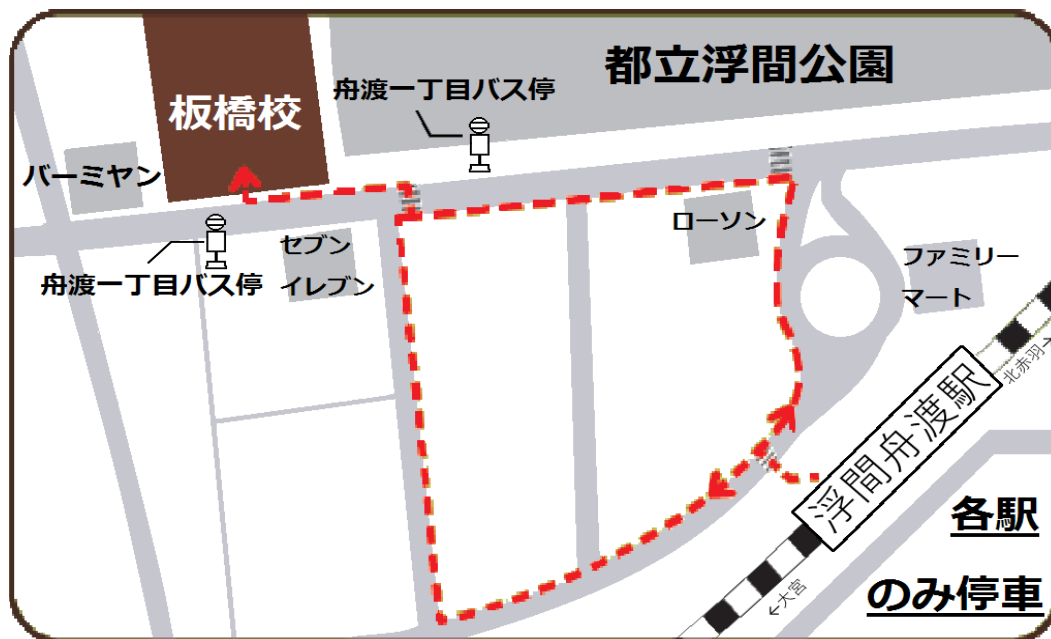 都立浮間公園
舟渡一丁目バス停
板橋校
バーミヤン
ローソン
セブン
イレブン
舟渡一丁目バス停
ファミリー
マート
北赤羽→
浮間舟渡駅
←大宮
各駅
のみ停車